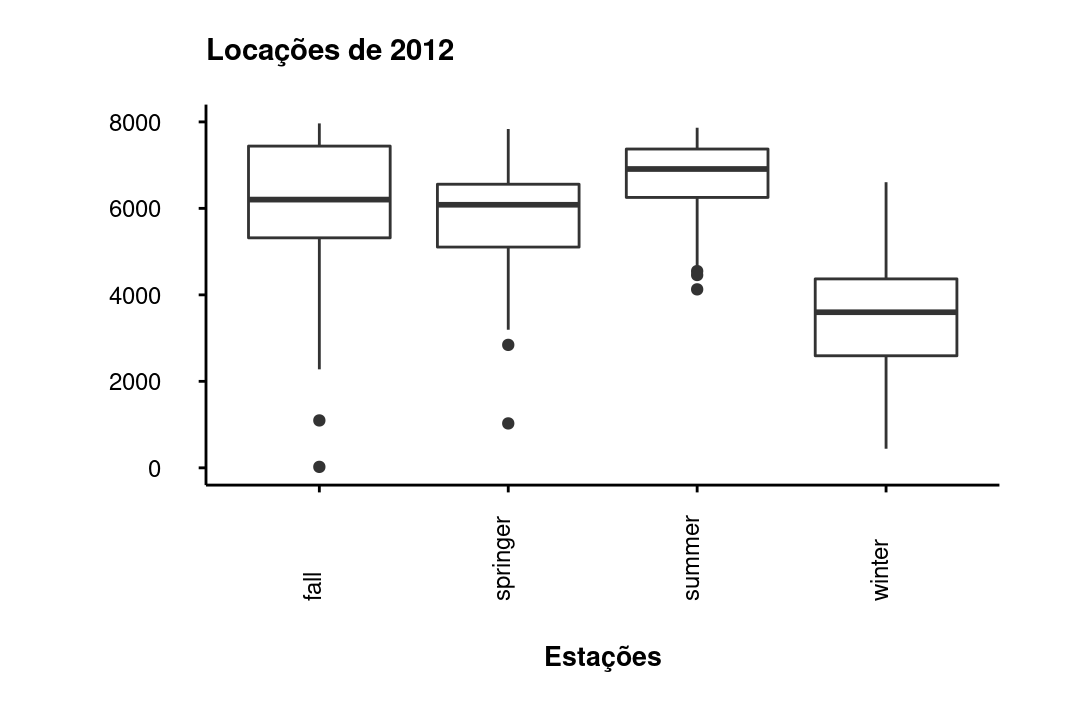 Locações de 2012
8000
6000
4000
2000
0
fall
springer
summer
winter
Estações